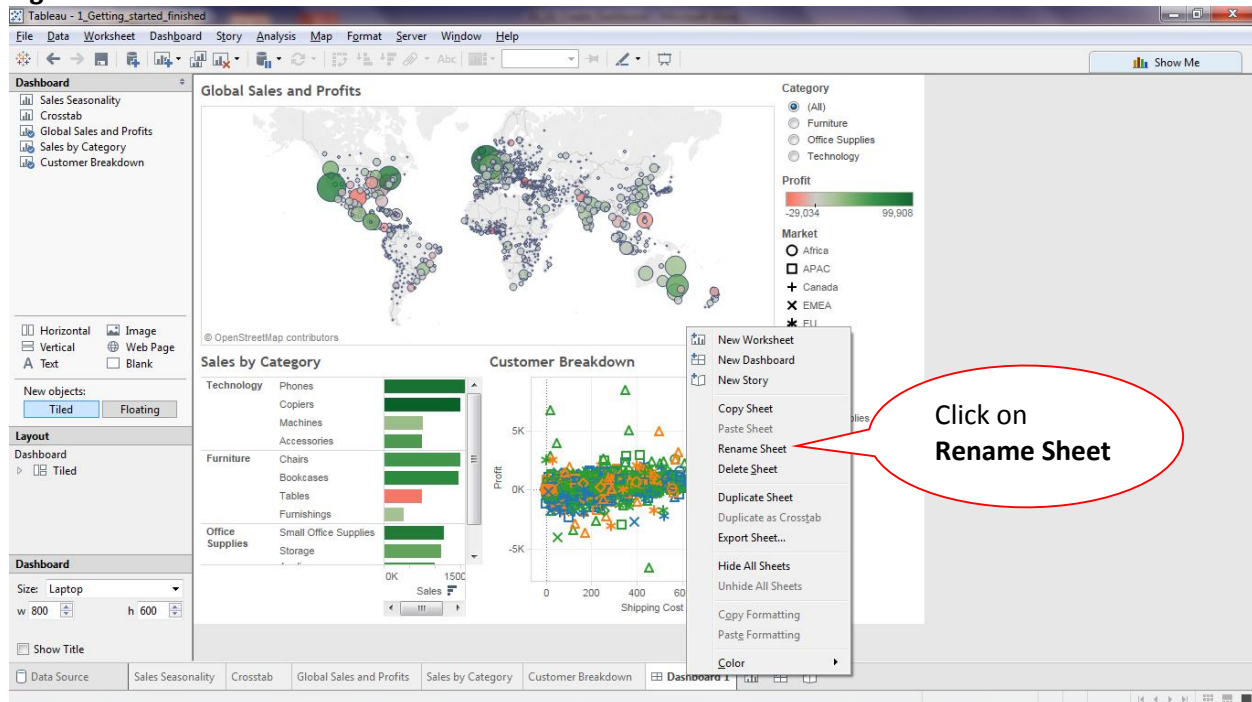 Tableau - 1_Getting_started_finished
File Data Worksheet Dashboard Story Analysis Map Format Server Window Help
Abc
Show Me
Dashboard
Sales Seasonality
Crosstab
Global Sales and Profits
Sales by Category
Customer Breakdown
Horizontal Image
Vertical Web Page
A Text Blank
New objects:
Tiled Floating
Layout
Dashboard
Tiled
Dashboard
Size: Laptop
w 800 h 600
Show Title
Global Sales and Profits
© OpenStreetMap contributors
Category
(All)
Furniture
Office Supplies
Technology
Profit
-29,034 99,908
Market
Africa
APAC
Canada
EMEA
EU
Sales by Category
Technology Phones
Copiers
Machines
Accessories
Furniture Chairs
Bookcases
Tables
Furnishings
Office Supplies Small Office Supplies
Storage
0K 1500
Sales
Customer Breakdown
5K
0K
-5K
Profit
0 200 400 60
Shipping Cost
New Worksheet
New Dashboard
New Story
Copy Sheet
Paste Sheet
Rename Sheet
Delete Sheet
Duplicate Sheet
Duplicate as Crosstab
Export Sheet...
Hide All Sheets
Unhide All Sheets
Copy Formatting
Paste Formatting
Color
Click on
Rename Sheet
Data Source Sales Seasonality Crosstab Global Sales and Profits Sales by Category Customer Breakdown Dashboard 1